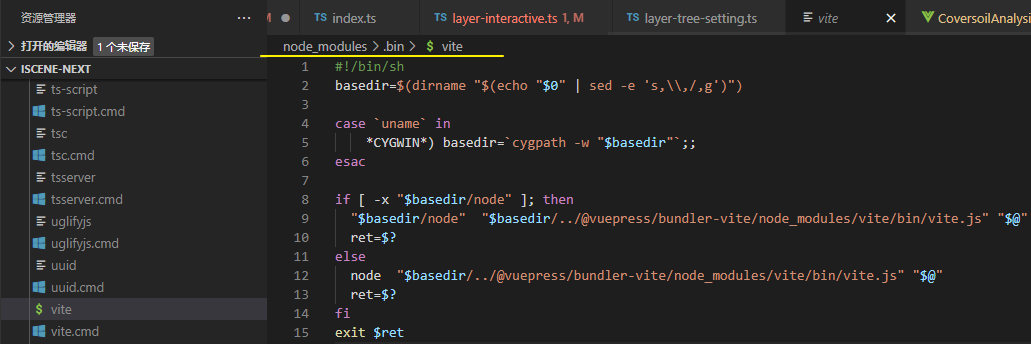 资源管理器 ···
打开的编辑器 1 个未保存
ISCENE-NEXT
ts-script
ts-script.cmd
tsc
tsc.cmd
tsserver
tsserver.cmd
uglifyjs
uglifyjs.cmd
uuid
uuid.cmd
$ vite
vite.cmd
M TS index.ts TS layer-interactive.ts 1, M TS layer-tree-setting.ts vite CoversoilAnalysi
node_modules > .bin > $ vite
1 #!/bin/sh
2 basedir=$(dirname "$(echo "$0" | sed -e 's,\\,/,g')")
3
4 case `uname` in
5     *CYGWIN*) basedir=`cygpath -w "$basedir"`;;
6 esac
7
8 if [ -x "$basedir/node" ]; then
9   "$basedir/node"  "$basedir/../@vuepress/bundler-vite/node_modules/vite/bin/vite.js" "$@"
10   ret=$?
11 else
12   node  "$basedir/../@vuepress/bundler-vite/node_modules/vite/bin/vite.js" "$@"
13   ret=$?
14 fi
15 exit $ret